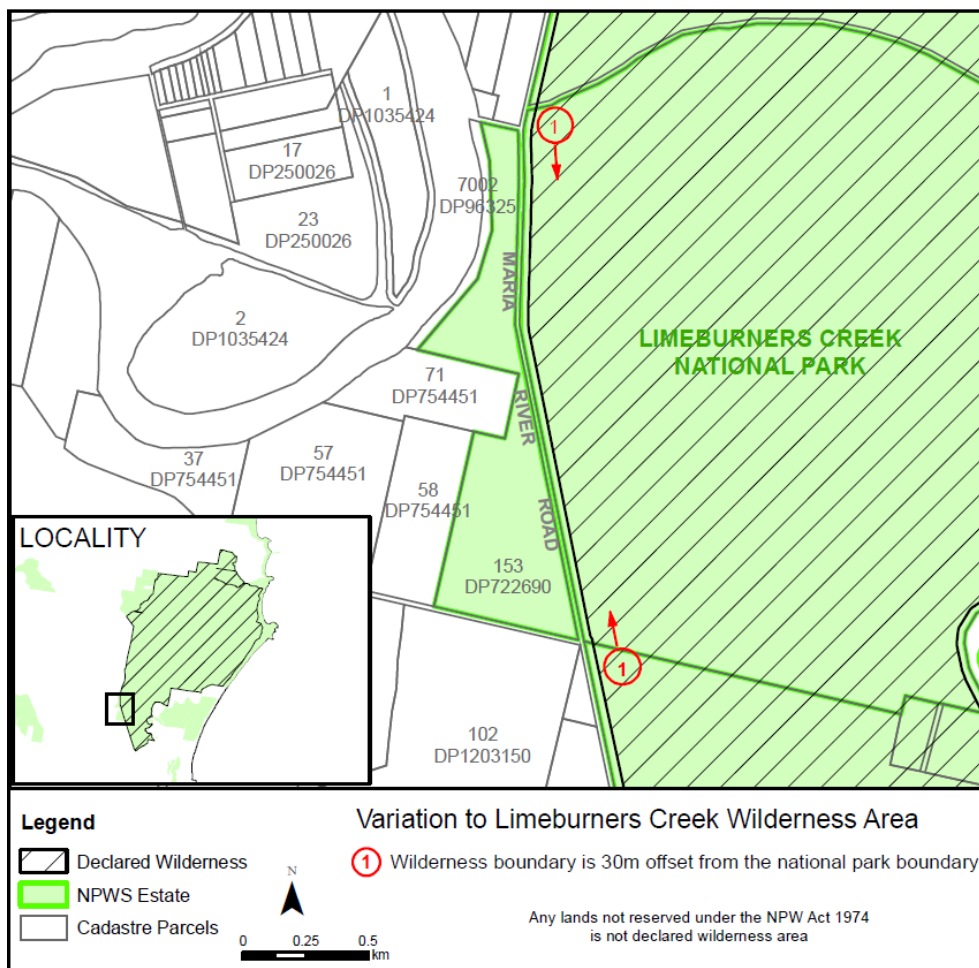 1
DP1035424
1
17
DP250026
7002
DP96325
23
DP250026
MARIA
2
DP1035424
LIMEBURNERS CREEK
NATIONAL PARK
71
DP754451
RIVER
37
DP754451
57
DP754451
58
DP754451
ROAD
LOCALITY
153
DP722690
1
102
DP1203150
Legend
Declared Wilderness
NPWS Estate
Cadastre Parcels
N
0 0.25 0.5
km
Variation to Limeburners Creek Wilderness Area
1 Wilderness boundary is 30m offset from the national park boundary
Any lands not reserved under the NPW Act 1974
is not declared wilderness area